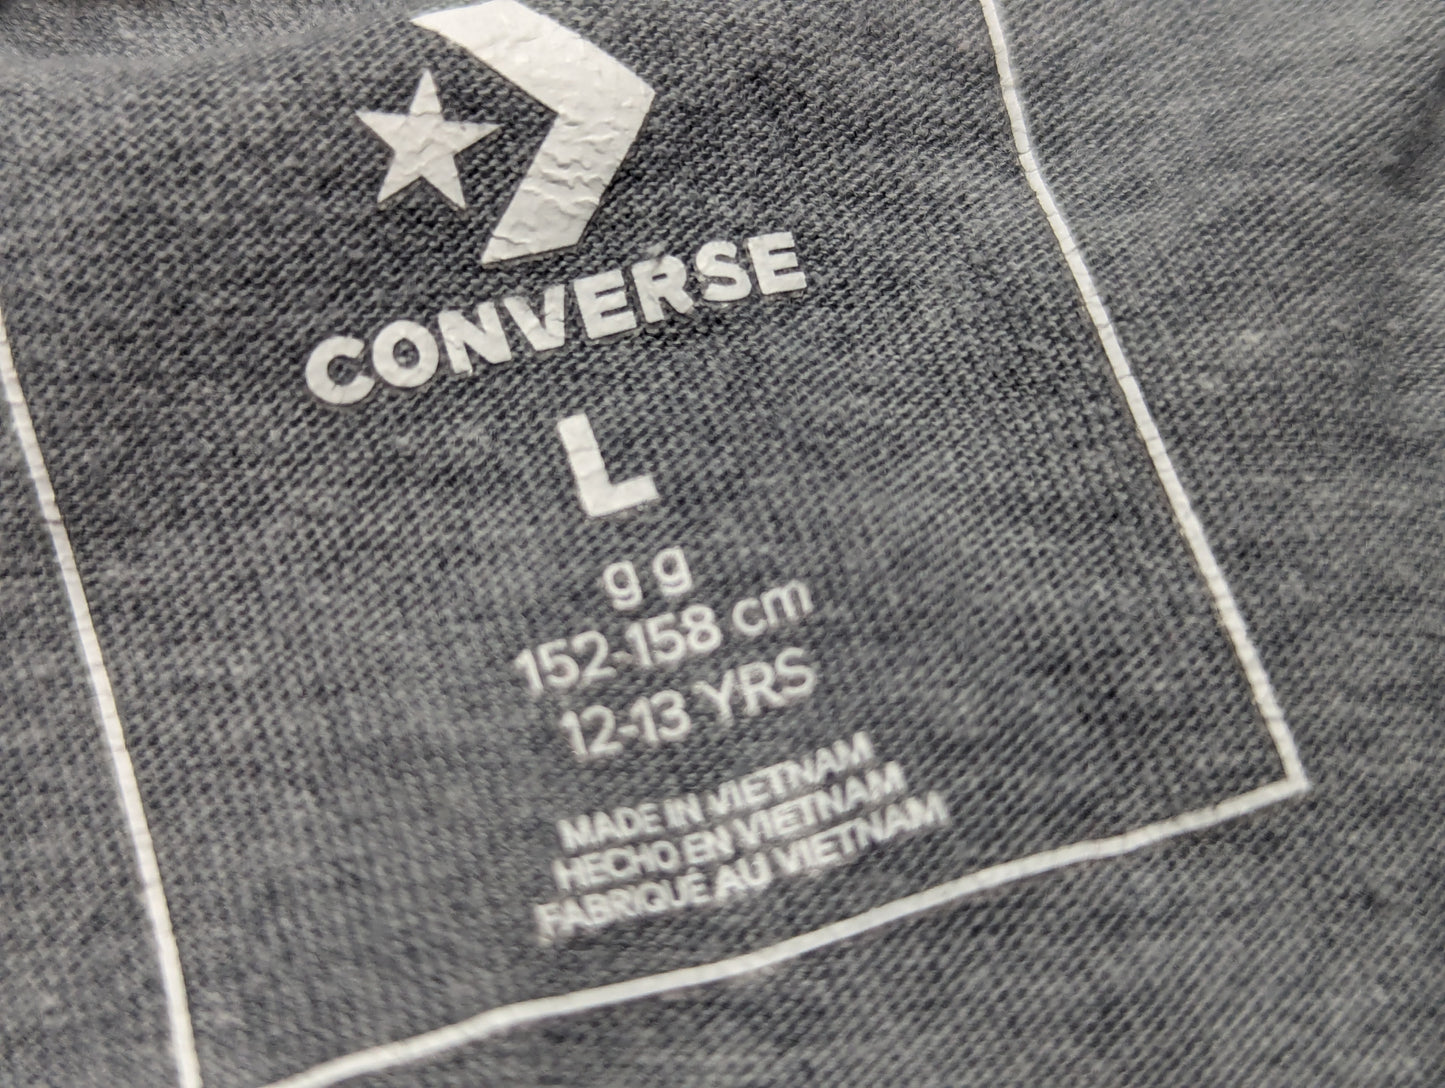 CONVERSE
L
g g
152-158 cm
12-13 YRS
MADE IN VIETNAM
HECHO EN VIETNAM
FABRIQUÉ AU VIETNAM